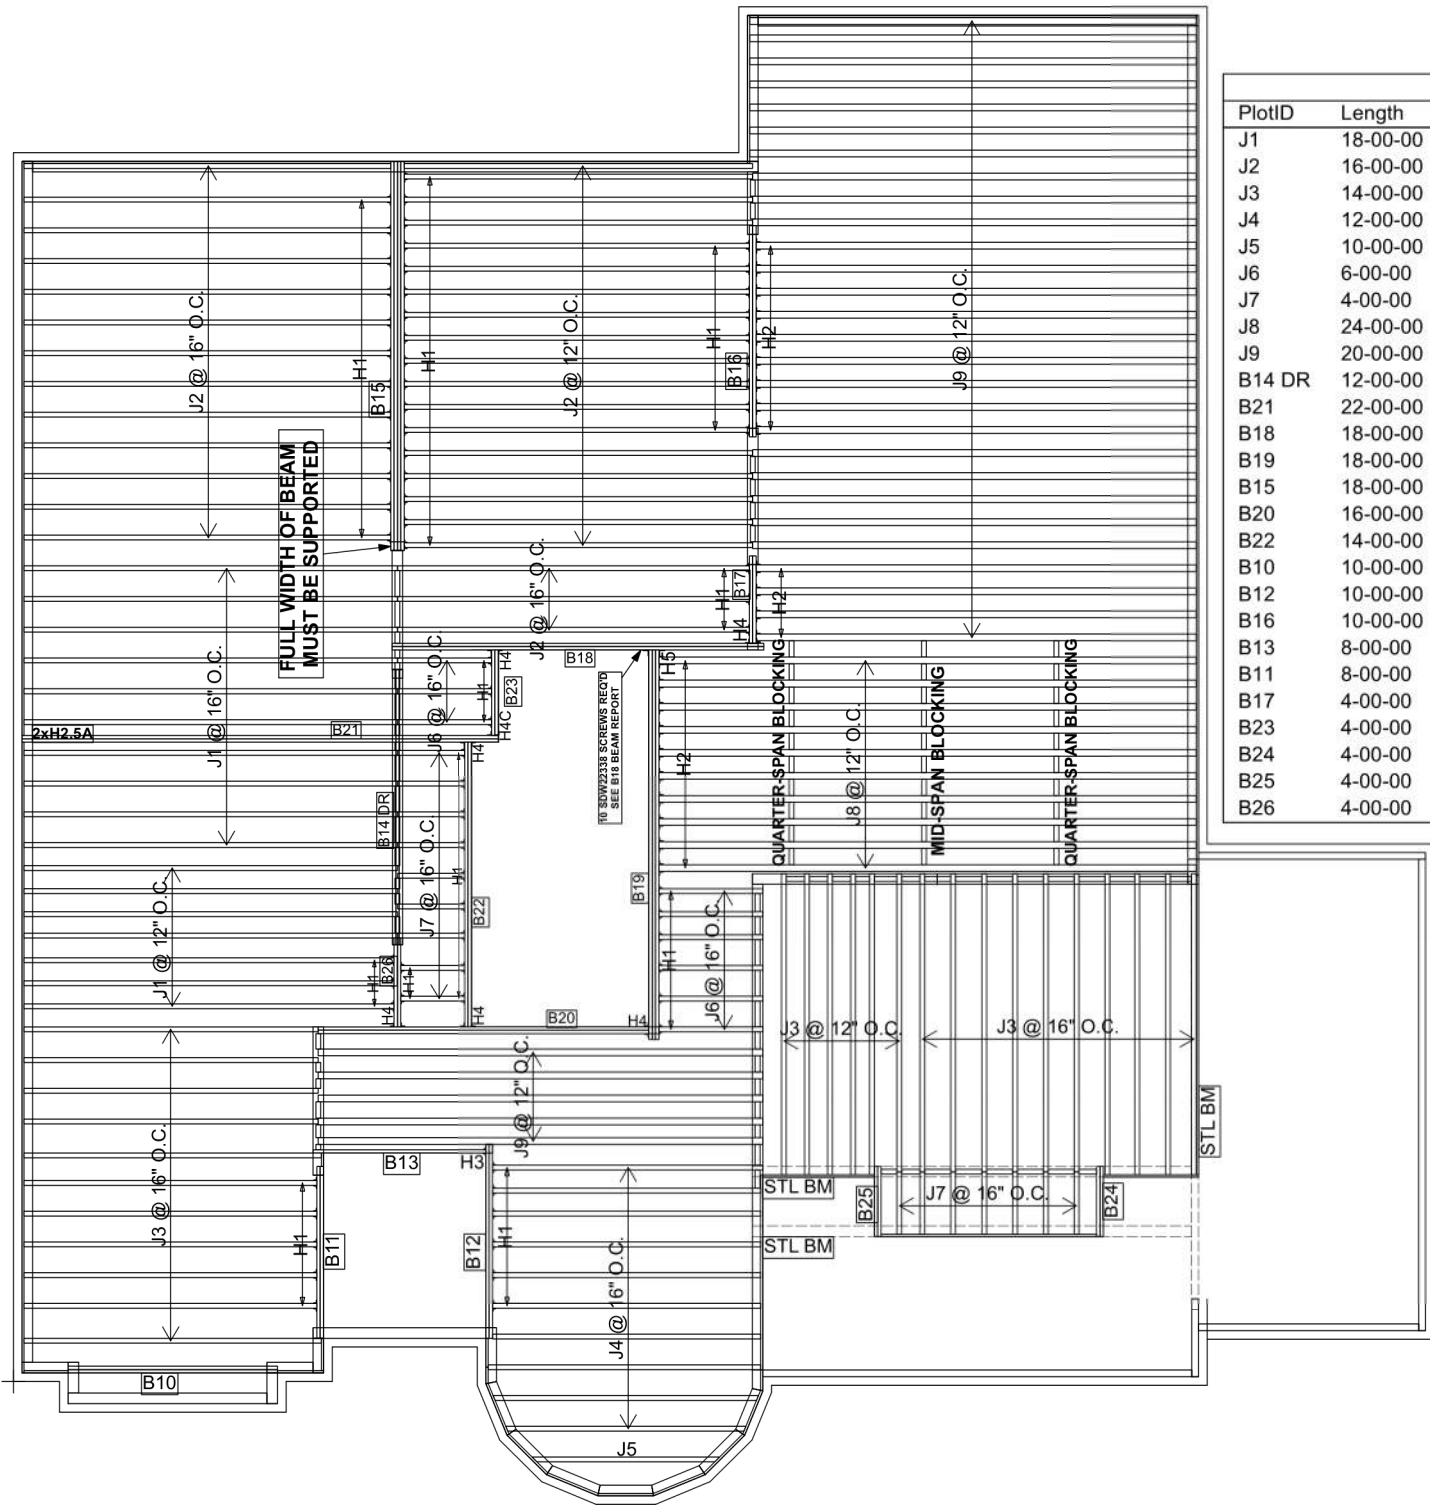 PlotID Length
J1 18-00-00
J2 16-00-00
J3 14-00-00
J4 12-00-00
J5 10-00-00
J6 6-00-00
J7 4-00-00
J8 24-00-00
J9 20-00-00
B14 DR 12-00-00
B21 22-00-00
B18 18-00-00
B19 18-00-00
B15 18-00-00
B20 16-00-00
B22 14-00-00
B10 10-00-00
B12 10-00-00
B16 10-00-00
B13 8-00-00
B11 8-00-00
B17 4-00-00
B23 4-00-00
B24 4-00-00
B25 4-00-00
B26 4-00-00
J2 @ 16" O.C.
H1
B15
H1
J2 @ 12" O.C.
H1
B16
H2
J9 @ 12" O.C.
FULL WIDTH OF BEAM
MUST BE SUPPORTED
J2 @ 16" O.C.
H1
B17
H4
H2
J1 @ 16" O.C.
J6 @ 16" O.C.
H1
H4
B23
H4C
B18
H5
10 SDW22338 SCREWS REQ'D
SEE B18 BEAM REPORT
H2
QUARTER-SPAN BLOCKING
J8 @ 12" O.C.
MID-SPAN BLOCKING
QUARTER-SPAN BLOCKING
2xH2.5A
B21
H4
B14 DR
J7 @ 16" O.C.
H1
B22
B19
J1 @ 12" O.C.
H1
B26
H1
H4
H4
B20
H4
H1
J6 @ 16" O.C.
J3 @ 12" O.C.
J3 @ 16" O.C.
STL BM
J9 @ 12" O.C.
J3 @ 16" O.C.
H1
B11
B13
H3
B12
H1
J4 @ 16" O.C.
STL BM
B25
J7 @ 16" O.C.
B24
STL BM
B10
J5